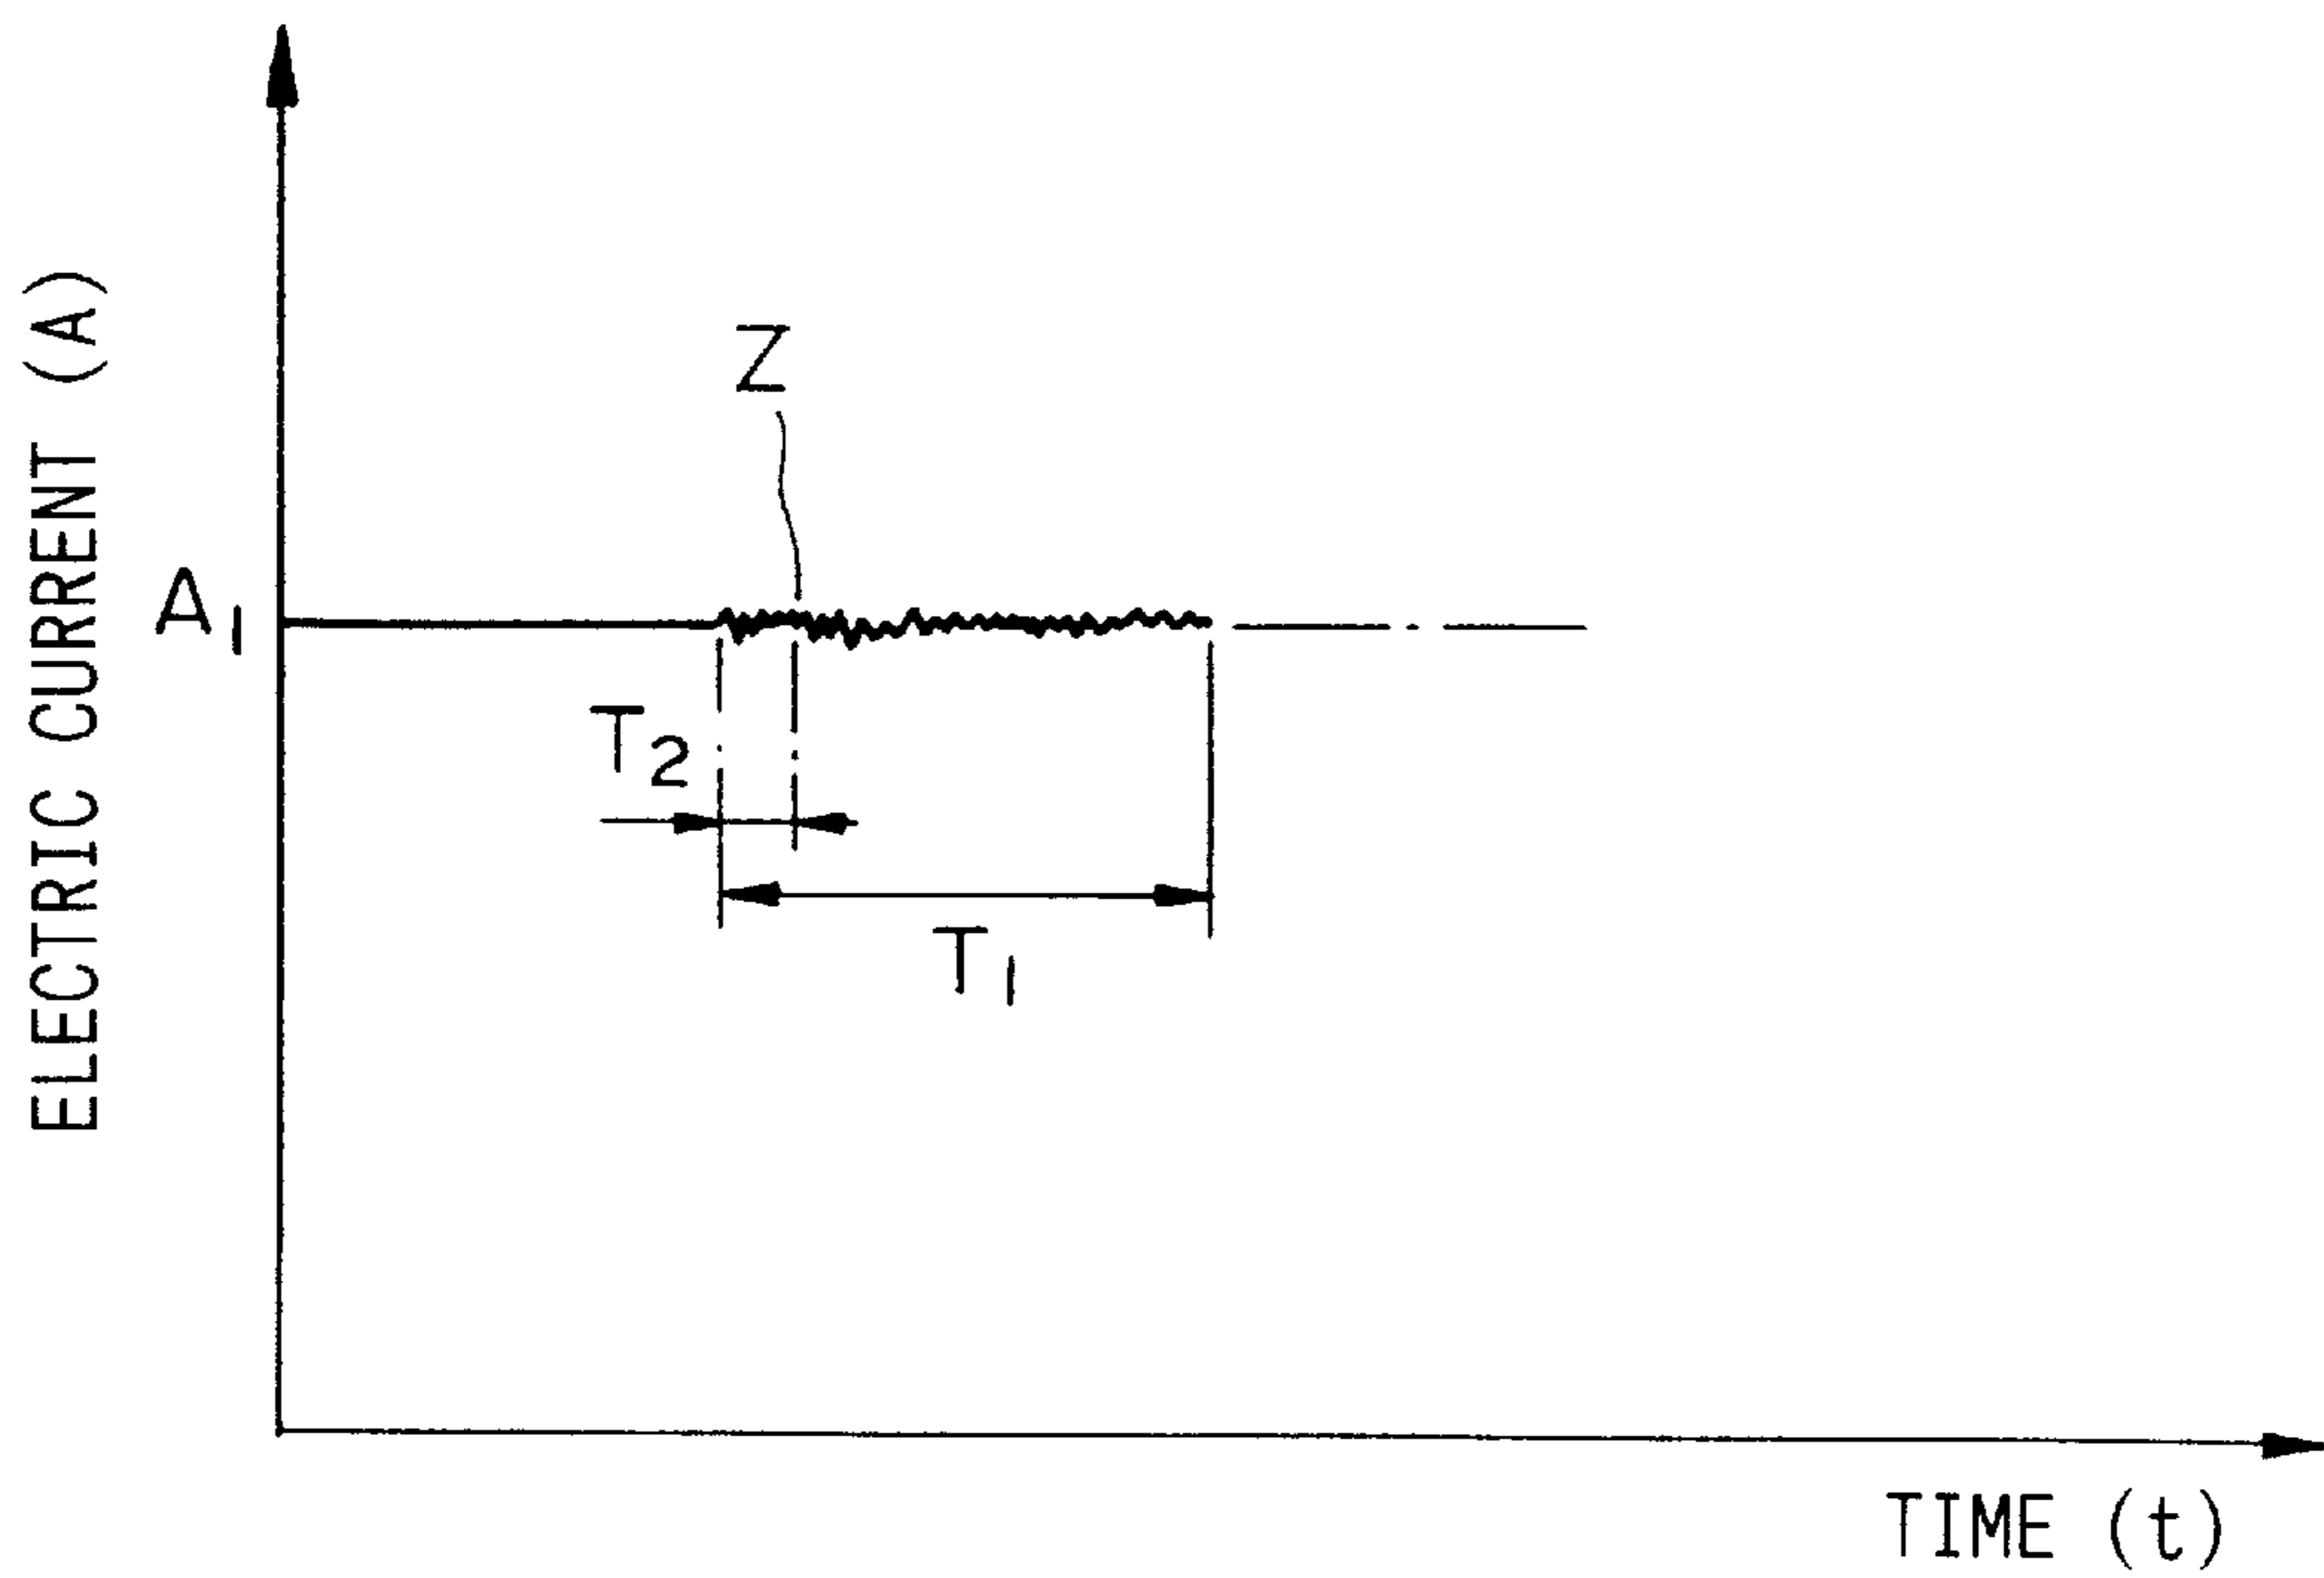 ELECTRIC CURRENT (A)
Z
A1
T2
T1
TIME (t)